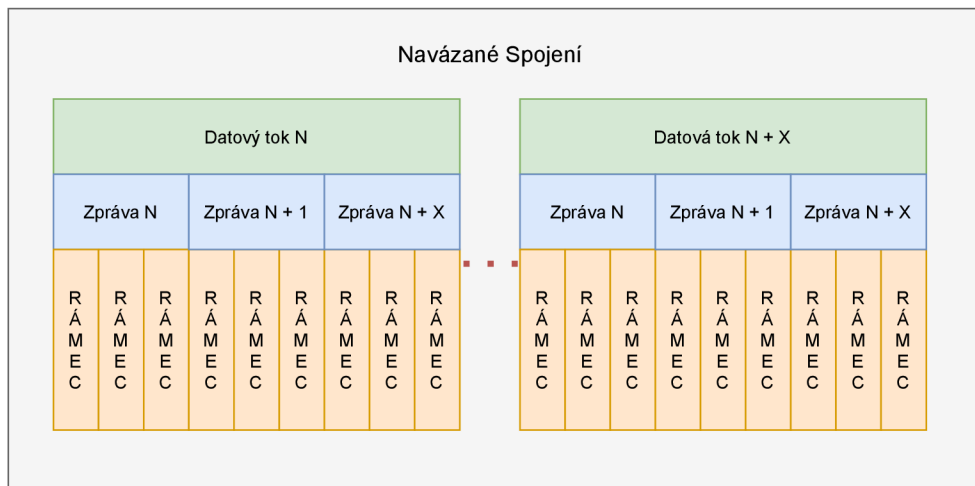 Navázané Spojení
Datový tok N
Datová tok N + X
Zpráva N
Zpráva N + 1
Zpráva N + X
Zpráva N
Zpráva N + 1
Zpráva N + X
RÁMEC
RÁMEC
RÁMEC
RÁMEC
RÁMEC
RÁMEC
RÁMEC
RÁMEC
RÁMEC
. . .
RÁMEC
RÁMEC
RÁMEC
RÁMEC
RÁMEC
RÁMEC
RÁMEC
RÁMEC
RÁMEC